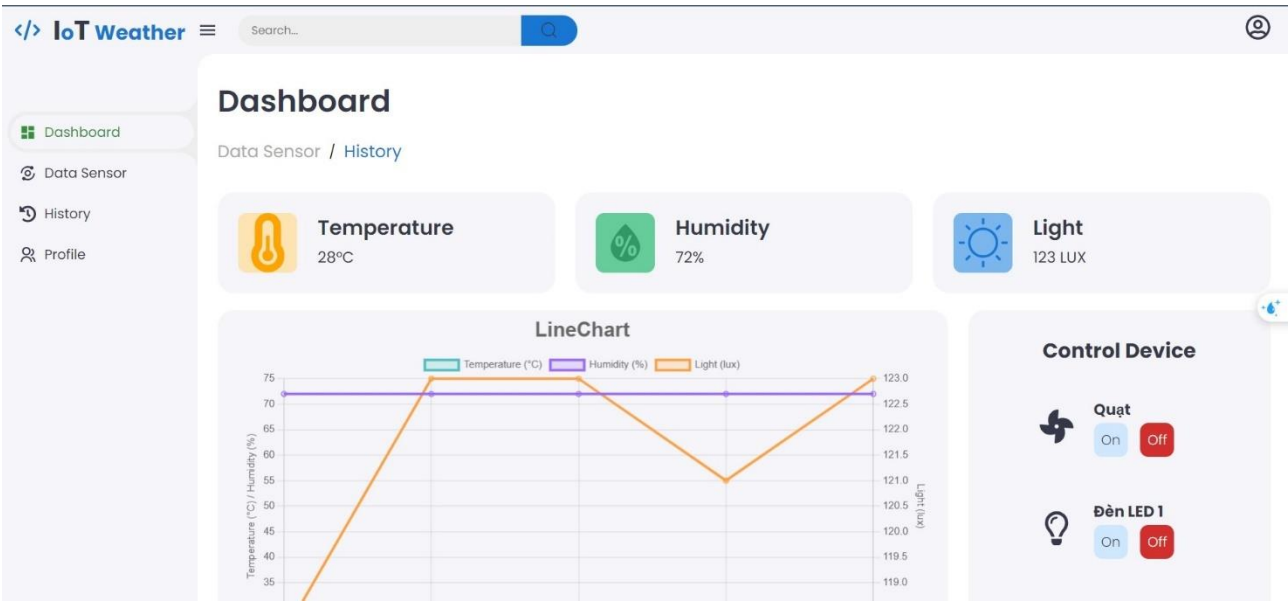 </> IoT Weather
Search...
Dashboard
Data Sensor
History
Profile
Dashboard
Data Sensor / History
Temperature
28°C
Humidity
72%
Light
123 LUX
LineChart
Temperature (°C) Humidity (%) Light (lux)
75
70
65
60
55
50
45
40
35
Temperature (°C) / Humidity (%)
123.0
122.5
122.0
121.5
121.0
120.5
120.0
119.5
119.0
Light (lux)
Control Device
Quạt
On Off
Đèn LED 1
On Off